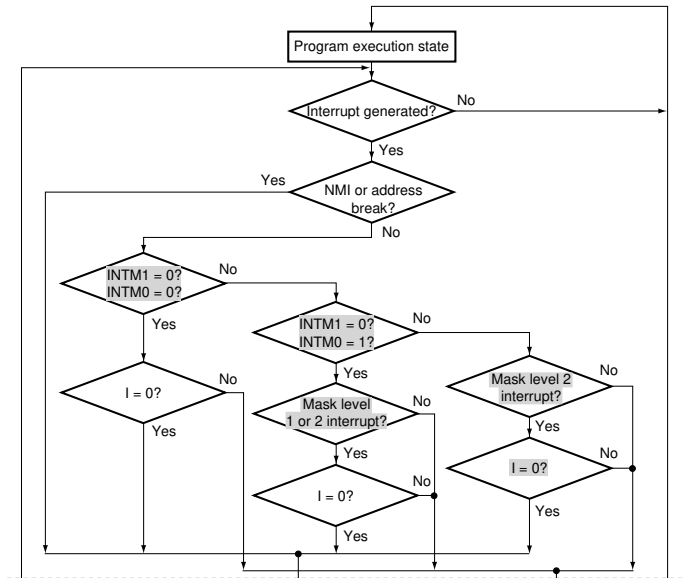 Program execution state
Interrupt generated?
No
Yes
Yes
NMI or address
break?
No
INTM1 = 0?
INTM0 = 0?
No
Yes
INTM1 = 0?
INTM0 = 1?
No
Yes
I = 0?
No
Yes
Mask level
1 or 2 interrupt?
No
Yes
Mask level 2
interrupt?
No
Yes
I = 0?
No
Yes
I = 0?
No
Yes